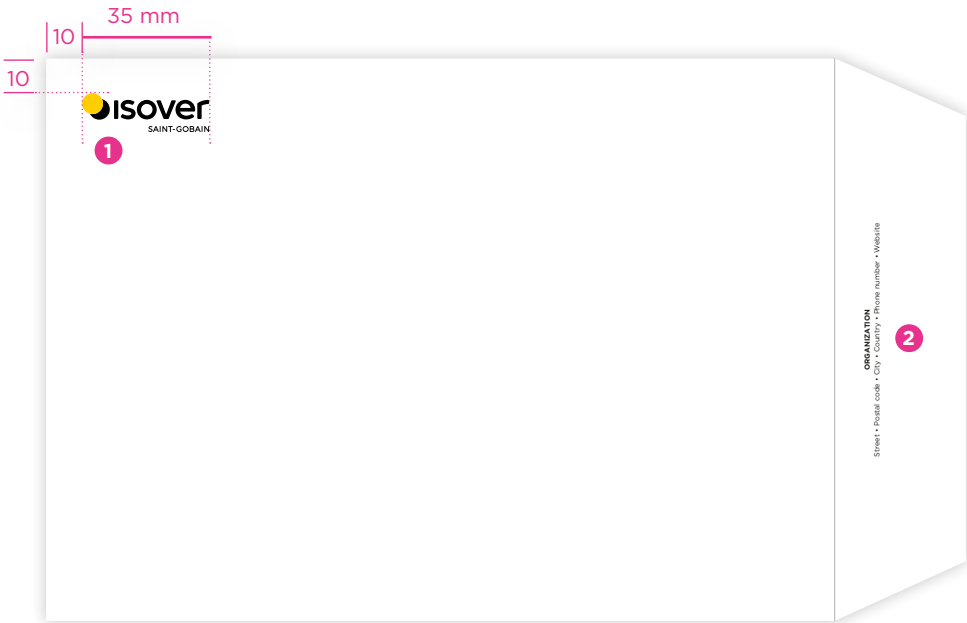 35 mm
10
10
ISOVer
SAINT-GOBAIN
1
ORGANIZATION
Street • Postal code • City • Country • Phone number • Website
2